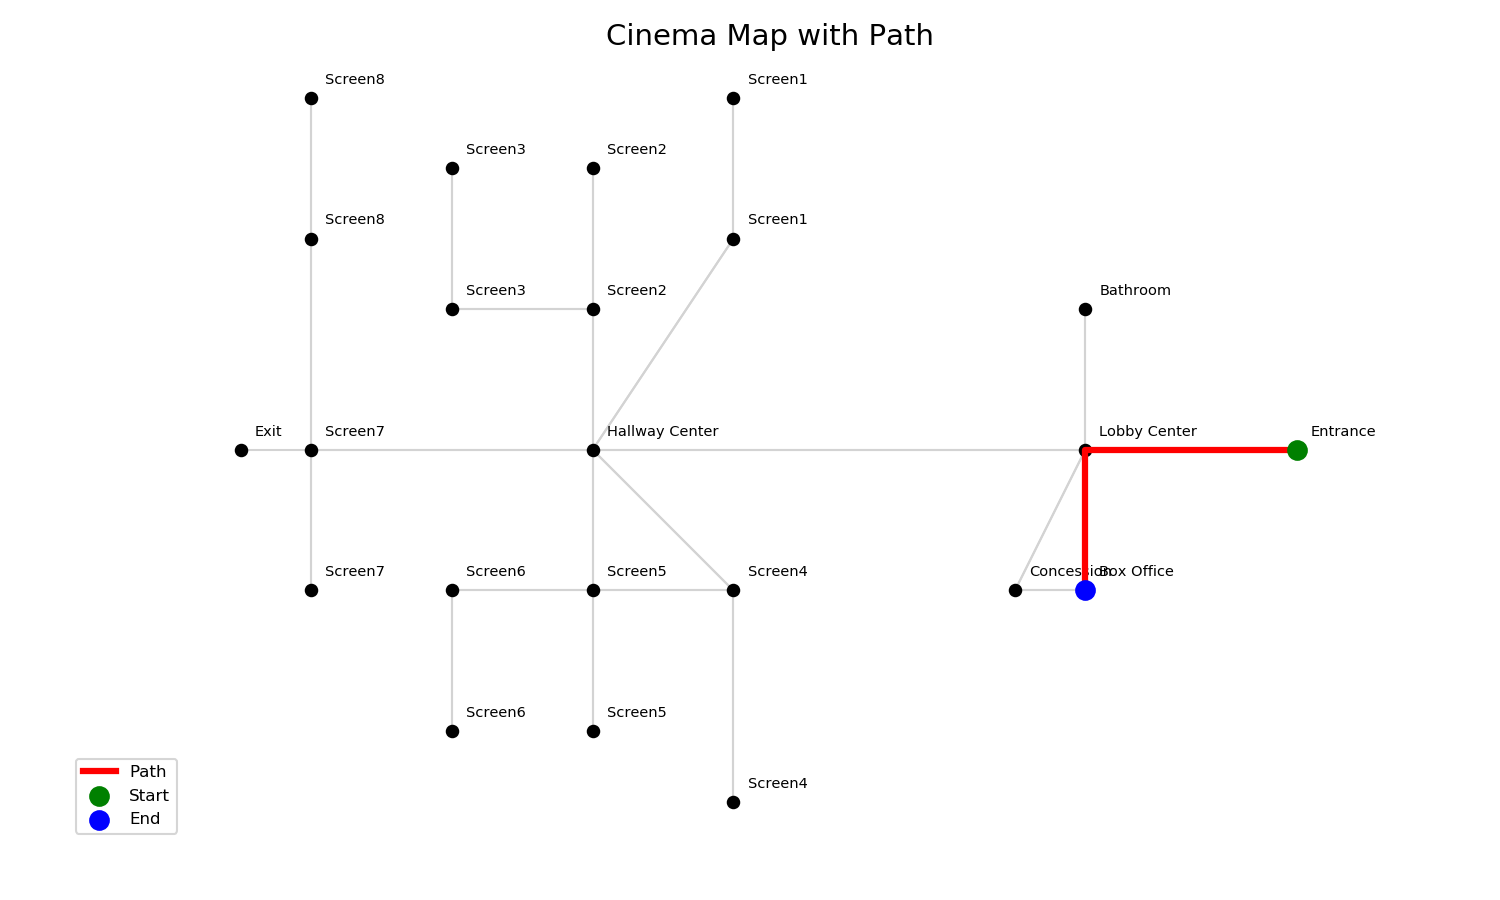 Cinema Map with Path
Screen8
Screen1
Screen3
Screen2
Screen8
Screen1
Screen3
Screen2
Bathroom
Exit
Screen7
Hallway Center
Lobby Center
Entrance
Screen7
Screen6
Screen5
Screen4
Concession
Box Office
Screen6
Screen5
Screen4
Path
Start
End